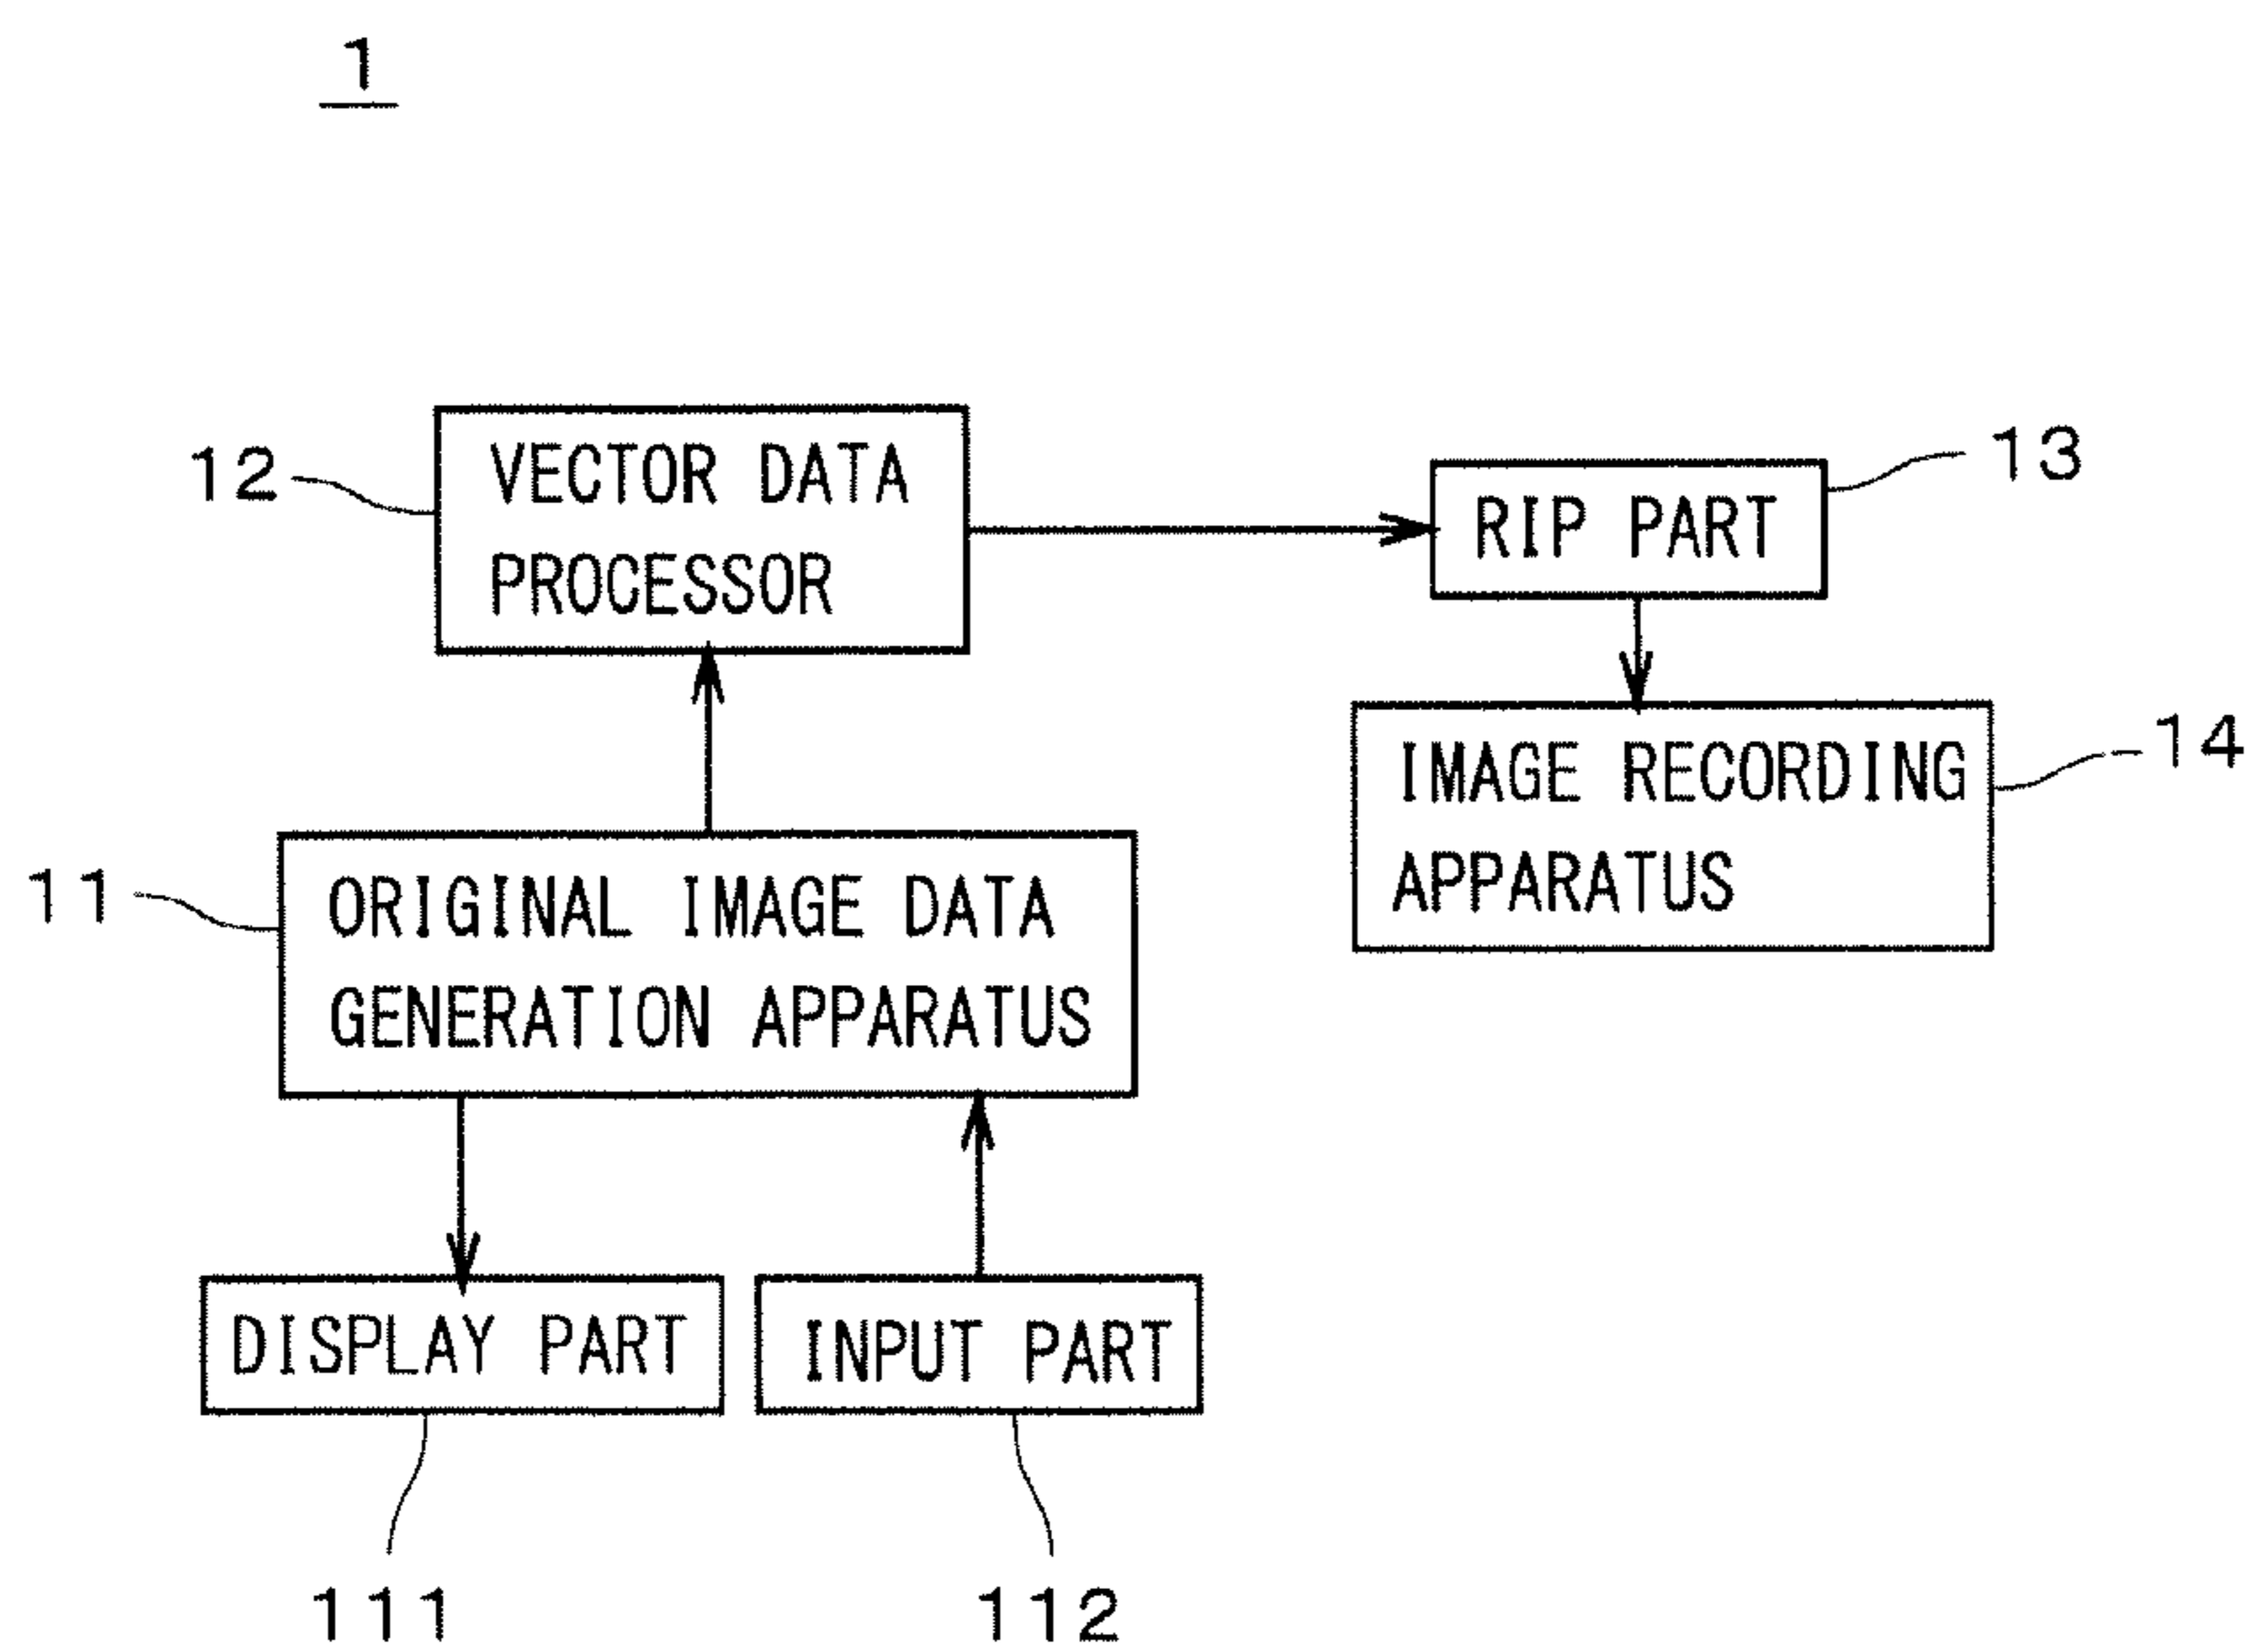 1
12
VECTOR DATA
PROCESSOR
13
RIP PART
14
IMAGE RECORDING
APPARATUS
11
ORIGINAL IMAGE DATA
GENERATION APPARATUS
DISPLAY PART
INPUT PART
111
112